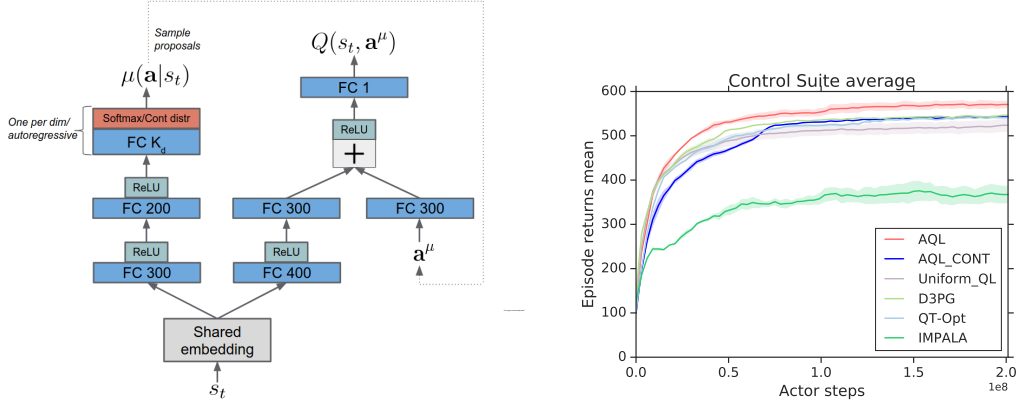 Sample
proposals
μ(𝐚|s_t)
Q(s_t, 𝐚^μ)
FC 1
One per dim/
autoregressive
Softmax/Cont distr
FC K_d
ReLU
+
ReLU
FC 200
FC 300
FC 300
ReLU
ReLU
𝐚^μ
FC 300
FC 400
Shared
embedding
s_t
Control Suite average
Episode returns mean
600
500
400
300
200
100
0
AQL
AQL_CONT
Uniform_QL
D3PG
QT-Opt
IMPALA
0.0
0.5
1.0
1.5
2.0
1e8
Actor steps